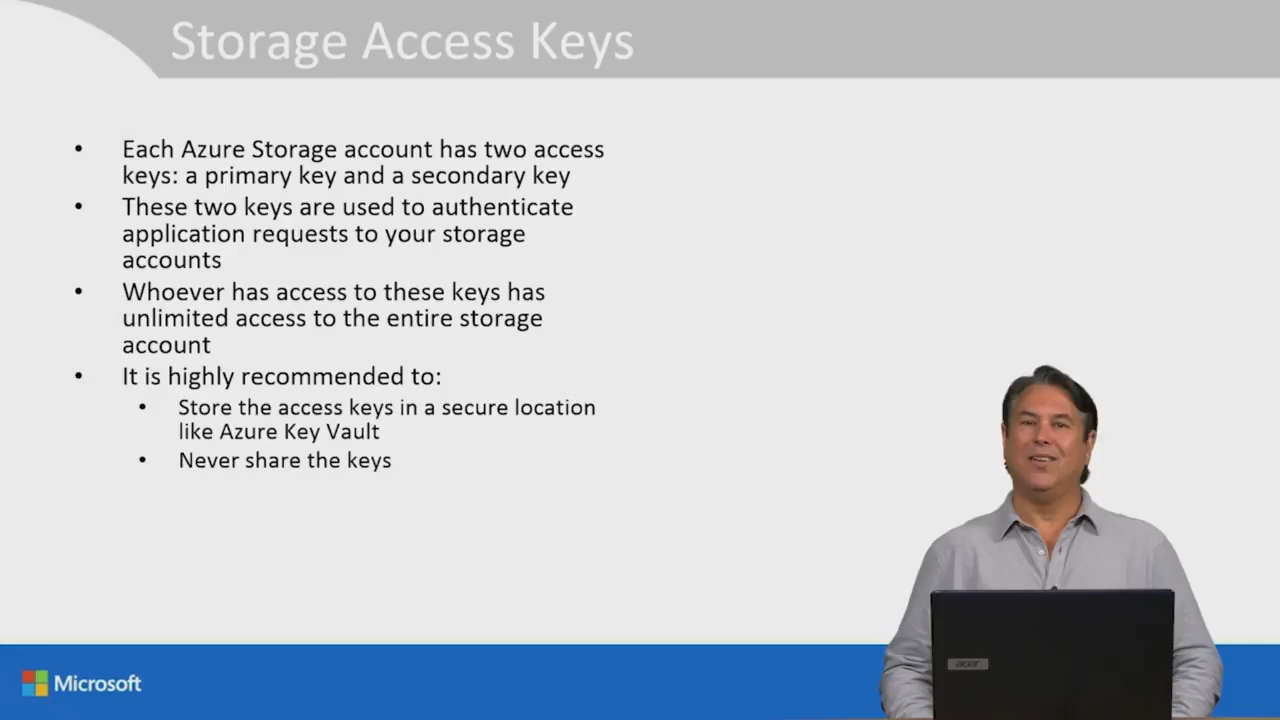 Storage Access Keys
• Each Azure Storage account has two access
keys: a primary key and a secondary key
• These two keys are used to authenticate
application requests to your storage
accounts
• Whoever has access to these keys has
unlimited access to the entire storage
account
• It is highly recommended to:
• Store the access keys in a secure location
like Azure Key Vault
• Never share the keys
acer
Microsoft